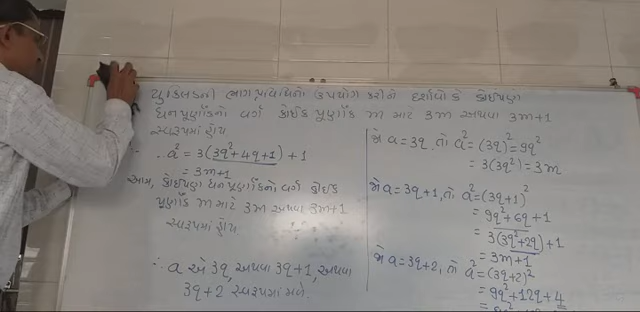 યુક્લિડની ભાગ પ્રવિધિનો ઉપયોગ કરીને દર્શાવો કે કોઈપણ
ધન પૂર્ણાંકનો વર્ગ કોઈક પૂર્ણાંક m માટે 3m અથવા 3m+1
સ્વરૂપમાં હોય
∴ a² = 3(3q²+4q+1)+1
= 3m+1
આમ, કોઈપણ ધન પૂર્ણાંકનો વર્ગ કોઈક
પૂર્ણાંક m માટે 3m અથવા 3m+1
સ્વરૂપમાં હોય
∴ a એ 3q, અથવા 3q+1, અથવા
3q+2 સ્વરૂપમાં મળે.
જો a=3q, તો a²=(3q)²=9q²
= 3(3q²)=3m
જો a=3q+1, તો a²=(3q+1)²
= 9q²+6q+1
= 3(3q²+2q)+1
= 3m+1
જો a=3q+2, તો a²=(3q+2)²
= 9q²+12q+4